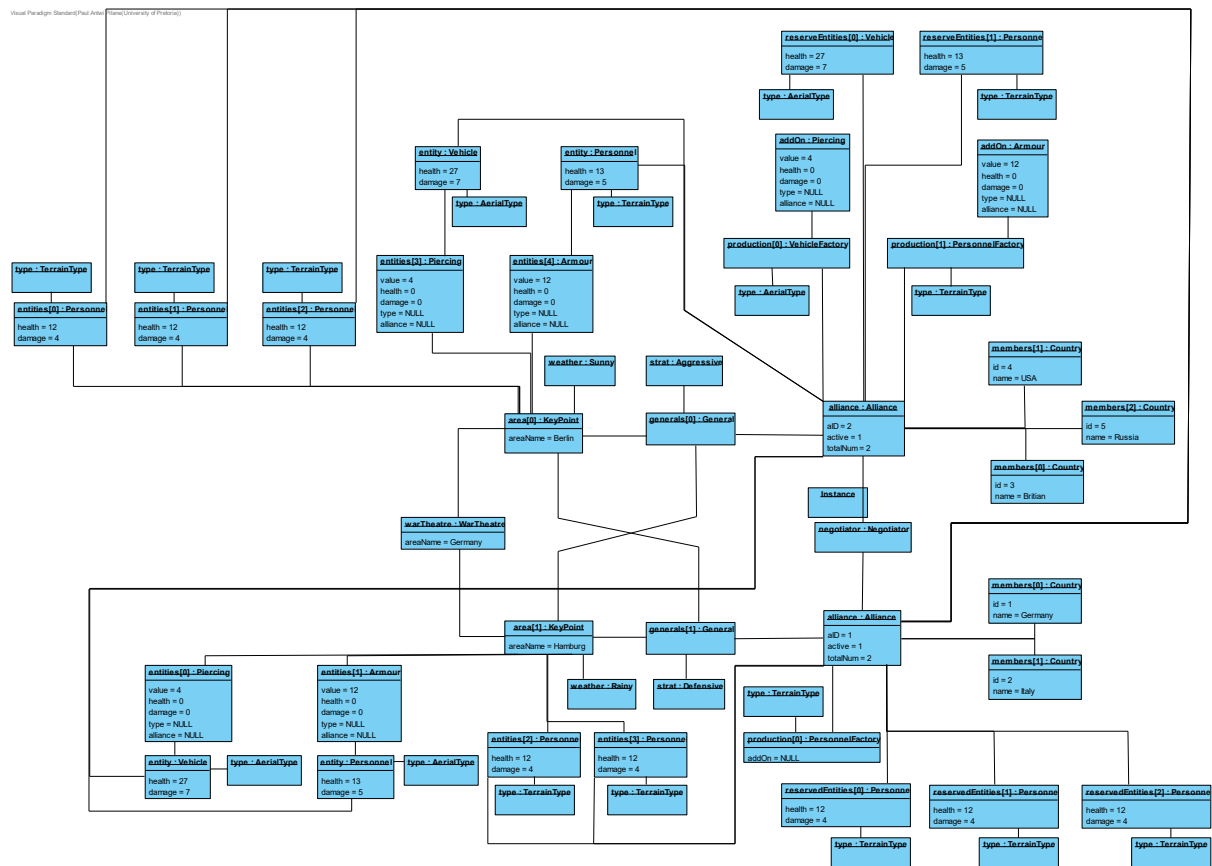 Visual Paradigm Standard(Paul Antwi Pilane(University of Pretoria))
reserveEntities[0] : Vehicle
health = 27
damage = 7
type : AerialType
reserveEntities[1] : Personne
health = 13
damage = 5
type : TerrainType
entity : Vehicle
health = 27
damage = 7
type : AerialType
entity : Personnel
health = 13
damage = 5
type : TerrainType
addOn : Piercing
value = 4
health = 0
damage = 0
type = NULL
alliance = NULL
addOn : Armour
value = 12
health = 0
damage = 0
type = NULL
alliance = NULL
production[0] : VehicleFactory
type : AerialType
production[1] : PersonnelFactory
type : TerrainType
type : TerrainType
type : TerrainType
type : TerrainType
entities[0] : Personne
health = 12
damage = 4
entities[1] : Personne
health = 12
damage = 4
entities[2] : Personne
health = 12
damage = 4
entities[3] : Piercing
value = 4
health = 0
damage = 0
type = NULL
alliance = NULL
entities[4] : Armour
value = 12
health = 0
damage = 0
type = NULL
alliance = NULL
weather : Sunny
strat : Aggressive
members[1] : Country
id = 4
name = USA
area[0] : KeyPoint
areaName = Berlin
generals[0] : General
alliance : Alliance
aID = 2
active = 1
totalNum = 2
members[2] : Country
id = 5
name = Russia
members[0] : Country
id = 3
name = Britian
Instance
negotiator : Negotiator
warTheatre : WarTheatre
areaName = Germany
members[0] : Country
id = 1
name = Germany
area[1] : KeyPoint
areaName = Hamburg
generals[1] : General
alliance : Alliance
aID = 1
active = 1
totalNum = 2
members[1] : Country
id = 2
name = Italy
entities[0] : Piercing
value = 4
health = 0
damage = 0
type = NULL
alliance = NULL
entities[1] : Armour
value = 12
health = 0
damage = 0
type = NULL
alliance = NULL
weather : Rainy
strat : Defensive
type : TerrainType
entities[2] : Personne
health = 12
damage = 4
type : TerrainType
entities[3] : Personne
health = 12
damage = 4
type : TerrainType
production[0] : PersonnelFactory
addOn = NULL
entity : Vehicle
health = 27
damage = 7
type : AerialType
entity : Personnel
health = 13
damage = 5
type : AerialType
reservedEntities[0] : Personne
health = 12
damage = 4
type : TerrainType
reservedEntities[1] : Personne
health = 12
damage = 4
type : TerrainType
reservedEntities[2] : Personne
health = 12
damage = 4
type : TerrainType